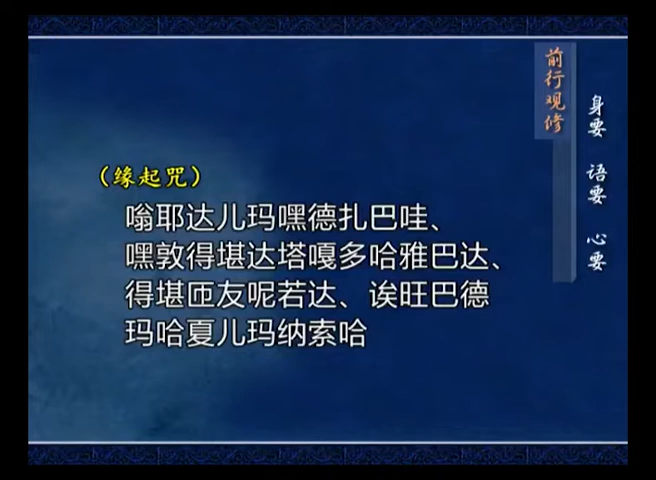 前行观修
身要 语要 心要
（缘起咒）
嗡耶达儿玛嘿德扎巴哇、
嘿敦得堪达塔嘎多哈雅巴达、
得堪匝友呢若达、诶旺巴德
玛哈夏儿玛纳索哈